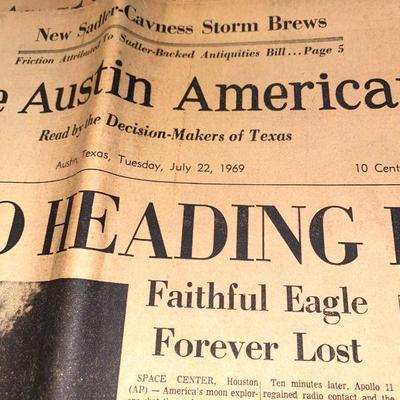 New Sadler-Cavness Storm Brews
Friction Attributed To Sadler-Backed Antiquities Bill...Page 5
e Austin America
Read by the Decision-Makers of Texas
Austin, Texas, Tuesday, July 22, 1969
10 Cent
O HEADING
Faithful Eagle
Forever Lost
SPACE CENTER, Houston
(AP) — America's moon explor-
Ten minutes later, Apollo 11
regained radio contact and the